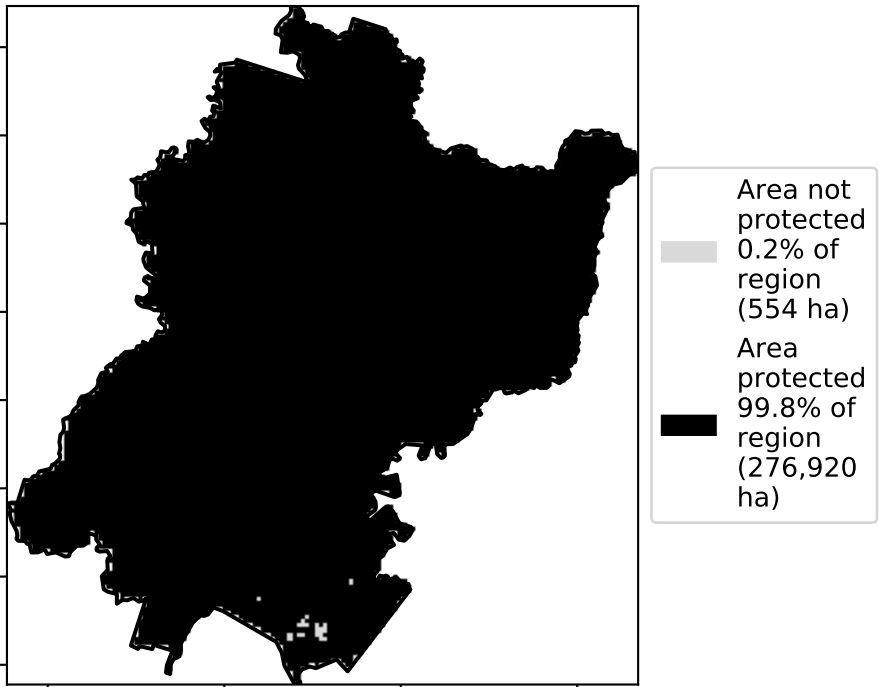 Area not
protected
0.2% of
region
(554 ha)
Area
protected
99.8% of
region
(276,920
ha)